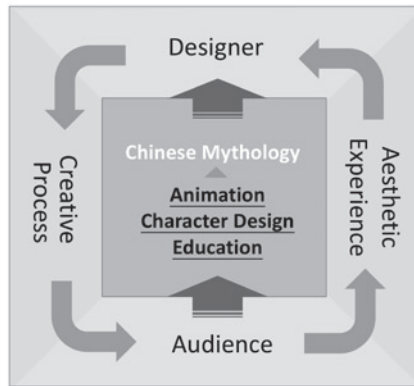 Designer
Creative
Process
Chinese Mythology
Animation
Character Design
Education
Aesthetic
Experience
Audience